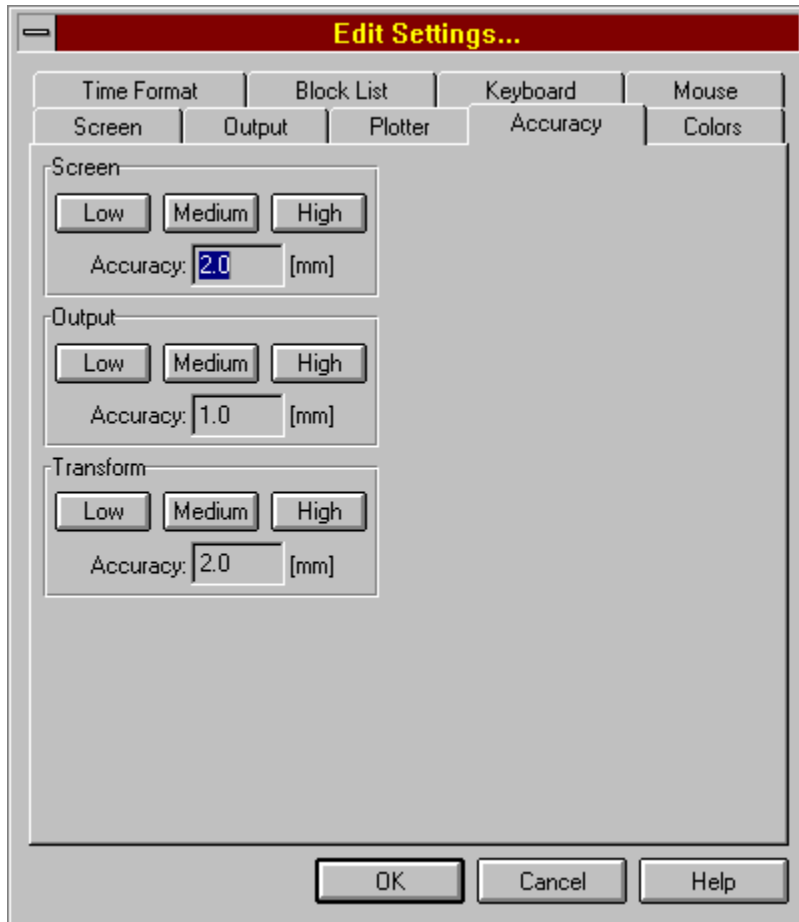 Edit Settings...
Time Format Block List Keyboard Mouse
Screen Output Plotter Accuracy Colors
Screen
Low Medium High
Accuracy: 2.0 [mm]
Output
Low Medium High
Accuracy: 1.0 [mm]
Transform
Low Medium High
Accuracy: 2.0 [mm]
OK Cancel Help